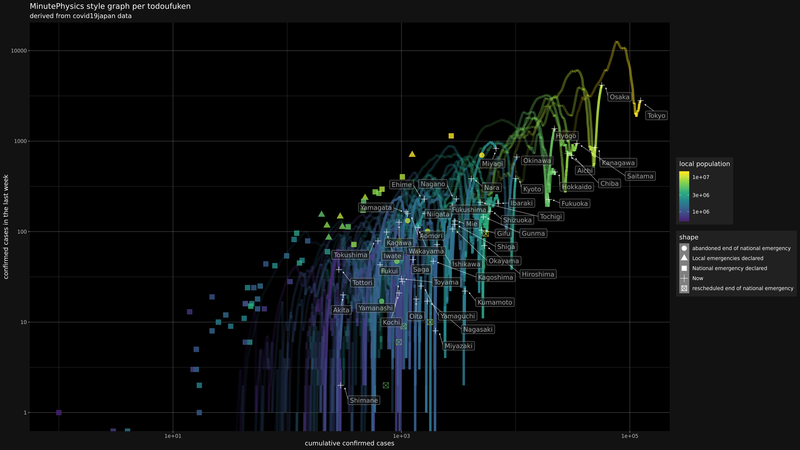 MinutePhysics style graph per todoufuken
derived from covid19japan data
10000
Osaka
Tokyo
1000
Hyogo
Miyagi
Okinawa
Kanagawa
Aichi
Saitama
Ehime
Nagano
Nara
Kyoto
Hokkaido
Chiba
Yamagata
Fukushima
Ibaraki
Fukuoka
Niigata
Tochigi
Mie
Shizuoka
100
Aomori
Gifu
Gunma
Kagawa
Shiga
Tokushima
Iwate
Wakayama
Okayama
Fukui
Saga
Ishikawa
Hiroshima
Tottori
Toyama
Kagoshima
Akita
Yamanashi
Kumamoto
10
Kochi
Oita
Yamaguchi
Nagasaki
Miyazaki
Shimane
1
1e+01
1e+03
1e+05
cumulative confirmed cases
confirmed cases in the last week
local population
1e+07
3e+06
1e+06
shape
abandoned end of national emergency
Local emergencies declared
National emergency declared
Now
rescheduled end of national emergency